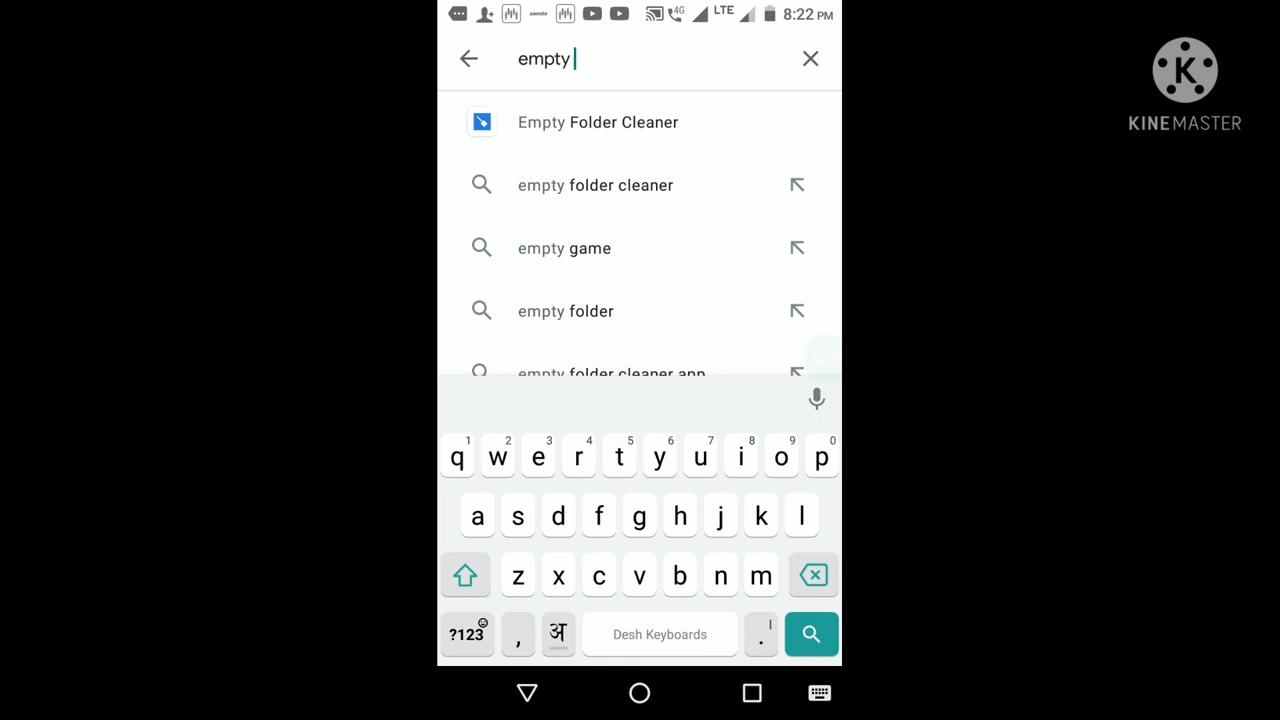 4G LTE 8:22 PM
empty
KINEMASTER
Empty Folder Cleaner
empty folder cleaner
empty game
empty folder
empty folder cleaner app
1 2 3 4 5 6 7 8 9 0
q w e r t y u i o p
a s d f g h j k l
z x c v b n m
?123 , अ Desh Keyboards . |